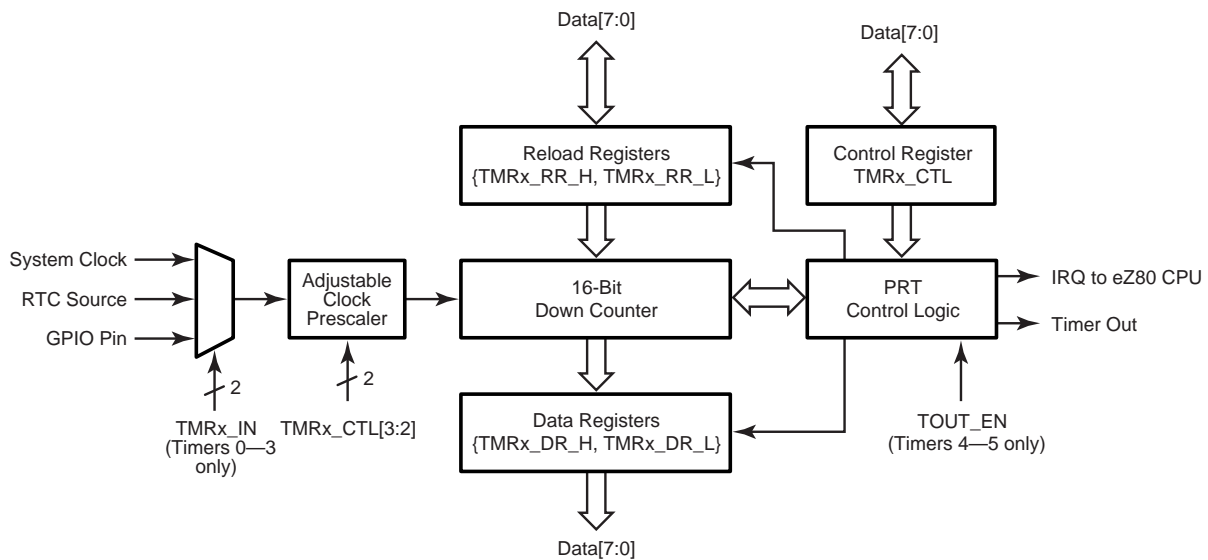 Data[7:0]
Data[7:0]
Reload Registers
{TMRx_RR_H, TMRx_RR_L}
Control Register
TMRx_CTL
System Clock
RTC Source
GPIO Pin
Adjustable
Clock
Prescaler
16-Bit
Down Counter
PRT
Control Logic
IRQ to eZ80 CPU
Timer Out
2
2
TMRx_IN
(Timers 0—3
only)
TMRx_CTL[3:2]
Data Registers
{TMRx_DR_H, TMRx_DR_L}
TOUT_EN
(Timers 4—5 only)
Data[7:0]